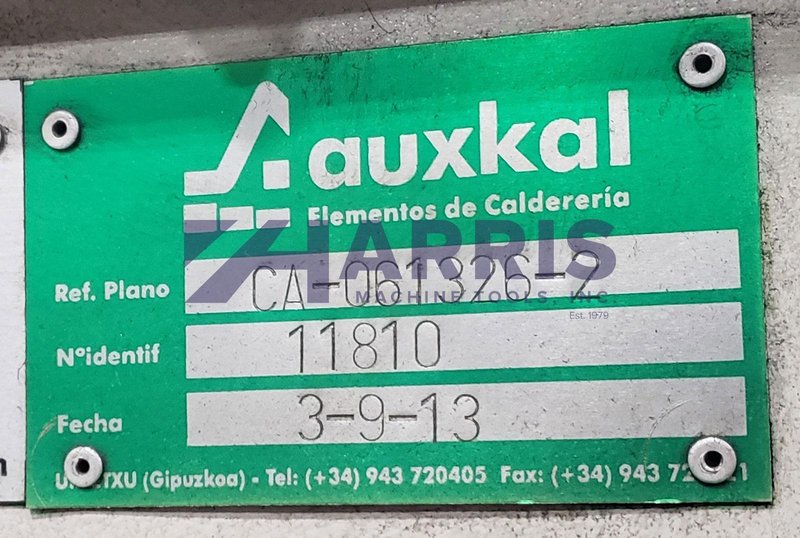 auxkal
Elementos de Calderería
HARRIS
MACHINE TOOLS, INC.
Est. 1979
Ref. Plano CA-061326-2
Nºidentif 11810
Fecha 3-9-13
(Gipuzkoa) - Tel: (+34) 943 720405 Fax: (+34) 943